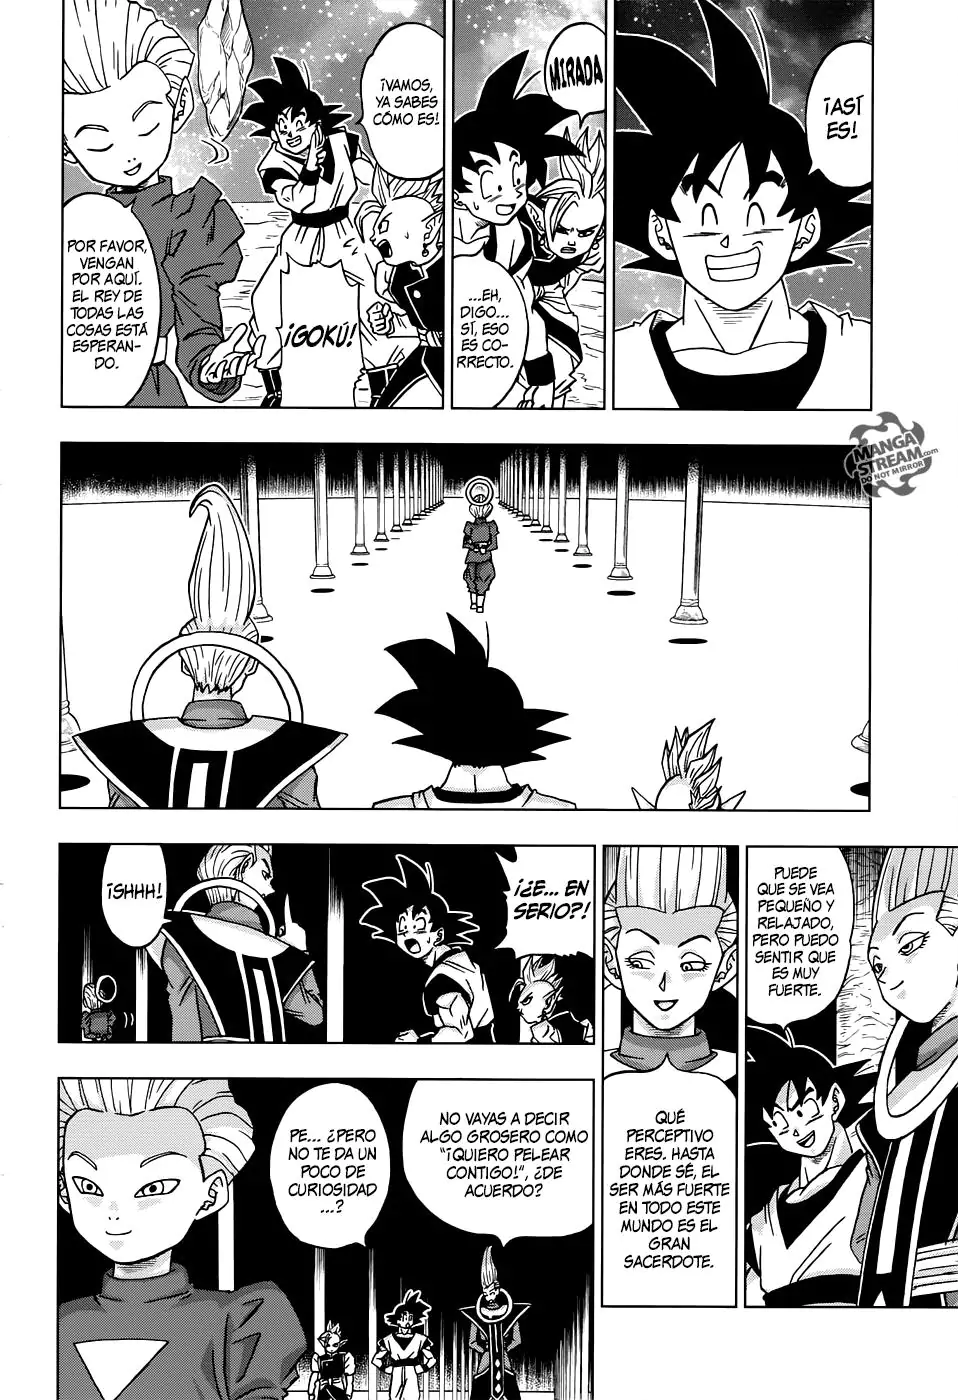 ¡ASÍ
ES!
MIRADA
...EH,
DIGO...
SÍ, ESO
ES CO-
RRECTO.
¡VAMOS,
YA SABES
CÓMO ES!
¡GOKÚ!
POR FAVOR,
VENGAN
POR AQUÍ.
EL REY DE
TODAS LAS
COSAS ESTÁ
ESPERAN-
DO.
MANGA
STREAM.com
DO NOT MIRROR
PUEDE
QUE SE VEA
PEQUEÑO Y
RELAJADO,
PERO PUEDO
SENTIR QUE
ES MUY
FUERTE.
QUÉ
PERCEPTIVO
ERES. HASTA
DONDE SÉ, EL
SER MÁS FUERTE
EN TODO ESTE
MUNDO ES EL
GRAN
SACERDOTE.
¡¿E... EN
SERIO?!
¡SHHH!
NO VAYAS A DECIR
ALGO GROSERO COMO
"¡QUIERO PELEAR
CONTIGO!", ¿DE
ACUERDO?
PE... ¿PERO
NO TE DA UN
POCO DE
CURIOSIDAD
...?